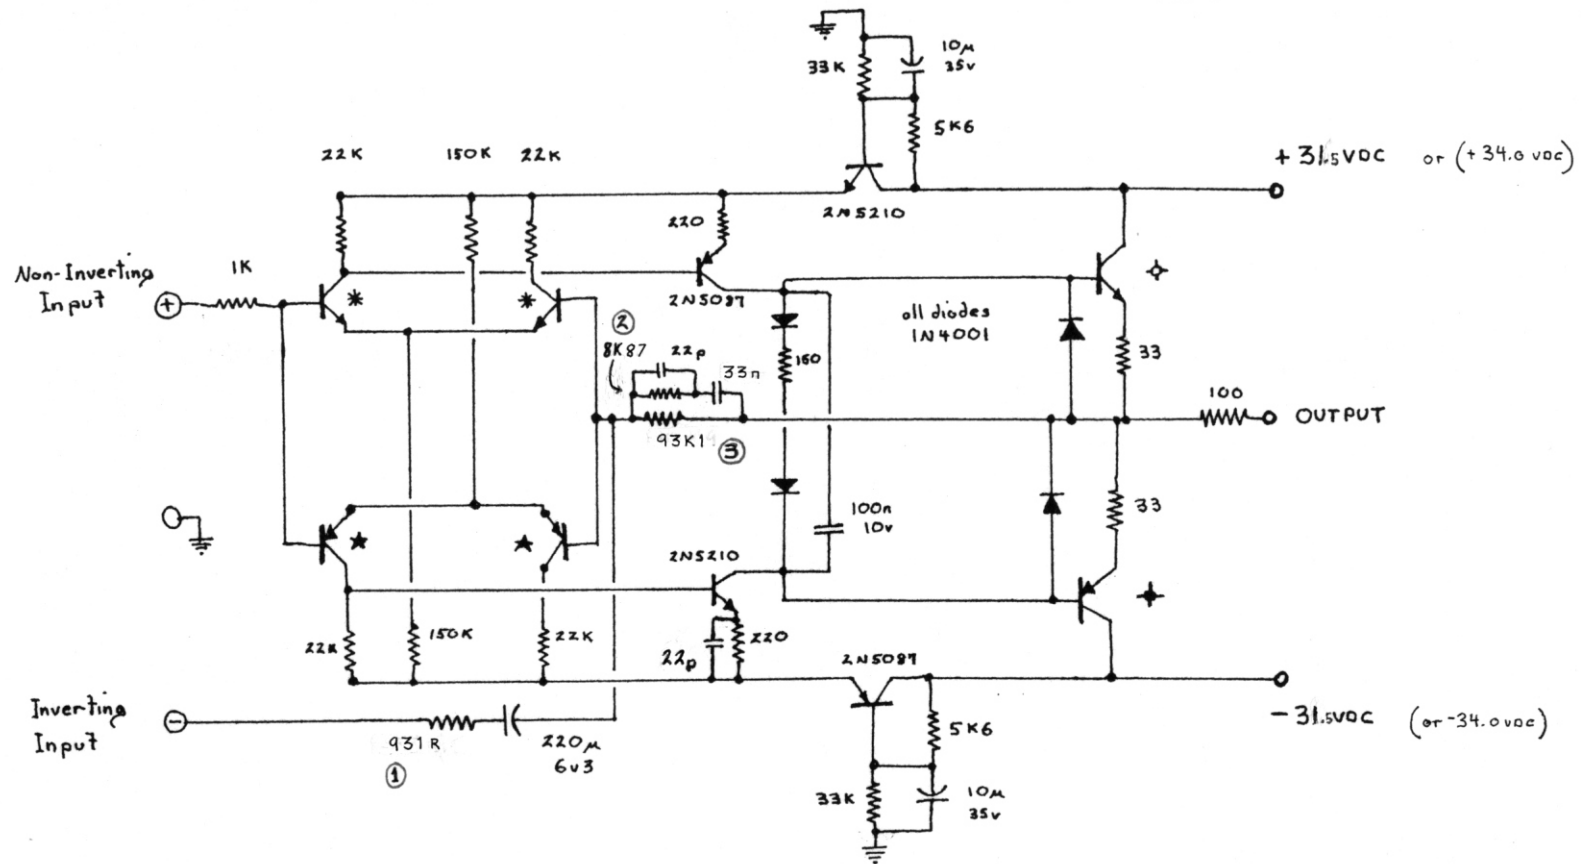 10µ
35v
33K
5K6
22K
150K
22K
+31.5VDC or (+34.0 VDC)
220
2N5210
Non-Inverting
Input
1K
+
*
*
2N5087
all diodes
1N4001
②
8K87
22p
33n
150
33
100
OUTPUT
93K1
③
100n
10v
33
★
★
2N5210
22K
150K
22K
22p
220
2N5087
Inverting
Input
−
931R
①
220µ
6v3
-31.5VDC (or -34.0VDC)
5K6
33K
10µ
35v